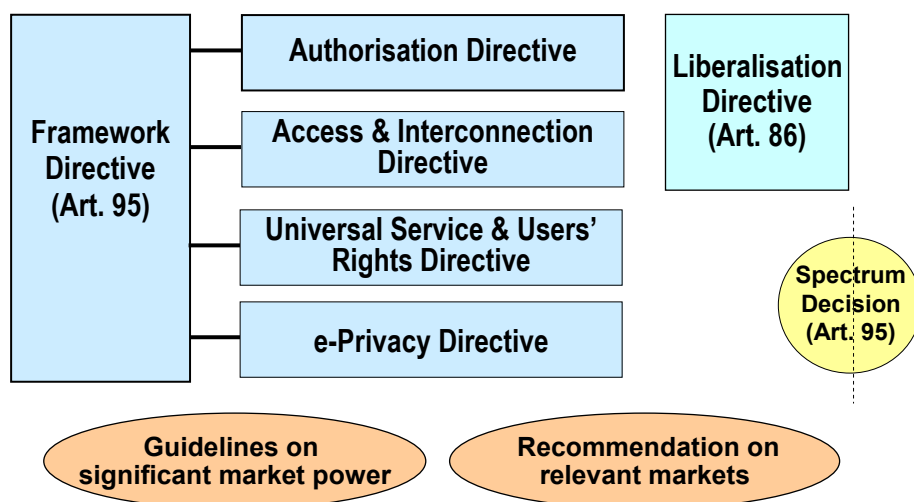 Framework
Directive
(Art. 95)
Authorisation Directive
Access & Interconnection
Directive
Universal Service & Users’
Rights Directive
e-Privacy Directive
Liberalisation
Directive
(Art. 86)
Spectrum
Decision
(Art. 95)
Guidelines on
significant market power
Recommendation on
relevant markets